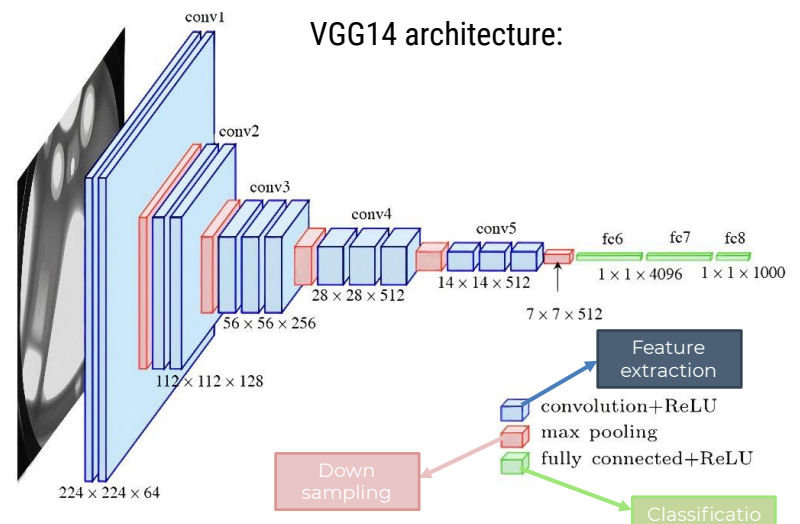 VGG14 architecture:
conv1
conv2
conv3
conv4
conv5
fc6
fc7
fc8
1 × 1 × 4096
1 × 1 × 1000
14 × 14 × 512
28 × 28 × 512
7 × 7 × 512
56 × 56 × 256
112 × 112 × 128
224 × 224 × 64
Feature
extraction
convolution+ReLU
max pooling
fully connected+ReLU
Down
sampling
Classificatio